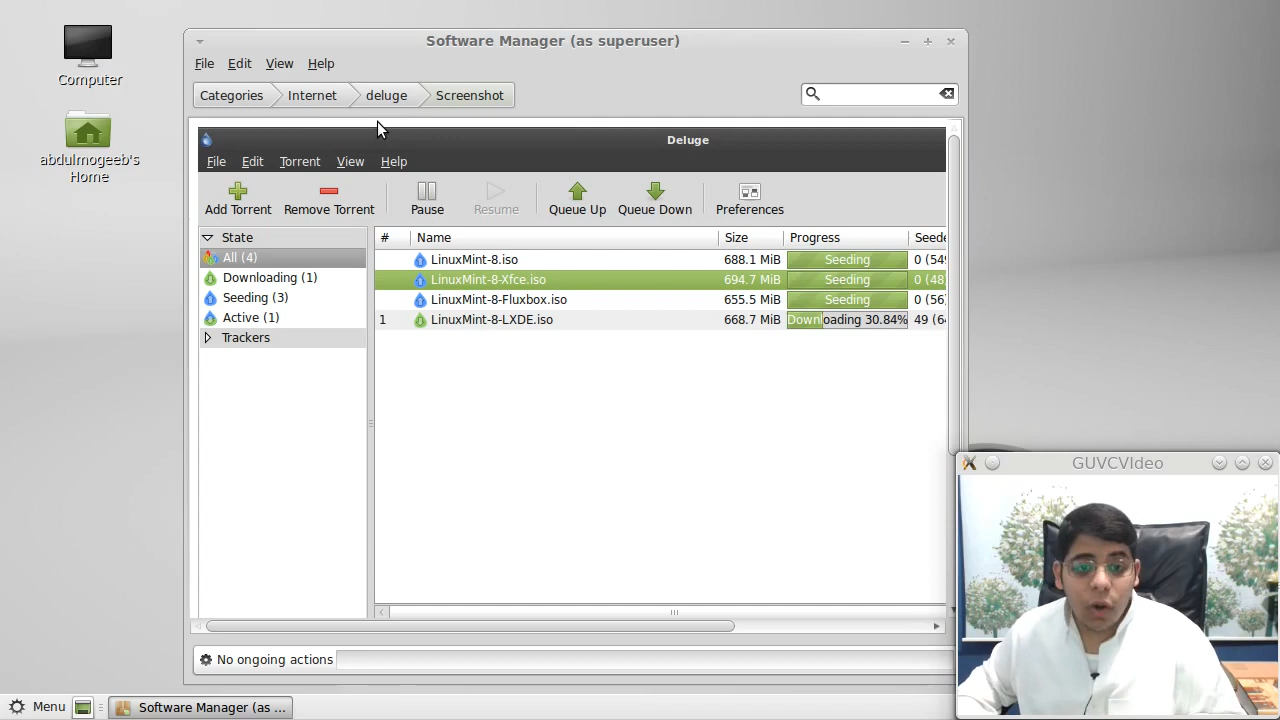 Computer
abdulmogeeb's
Home
Software Manager (as superuser)
File Edit View Help
Categories Internet deluge Screenshot
Deluge
File Edit Torrent View Help
Add Torrent Remove Torrent Pause Resume Queue Up Queue Down Preferences
State
All (4)
Downloading (1)
Seeding (3)
Active (1)
Trackers
# Name Size Progress Seede
LinuxMint-8.iso 688.1 MiB Seeding 0 (549
LinuxMint-8-Xfce.iso 694.7 MiB Seeding 0 (48
LinuxMint-8-Fluxbox.iso 655.5 MiB Seeding 0 (56
1 LinuxMint-8-LXDE.iso 668.7 MiB Downloading 30.84% 49 (64
No ongoing actions
GUVCVIdeo
Menu Software Manager (as ...